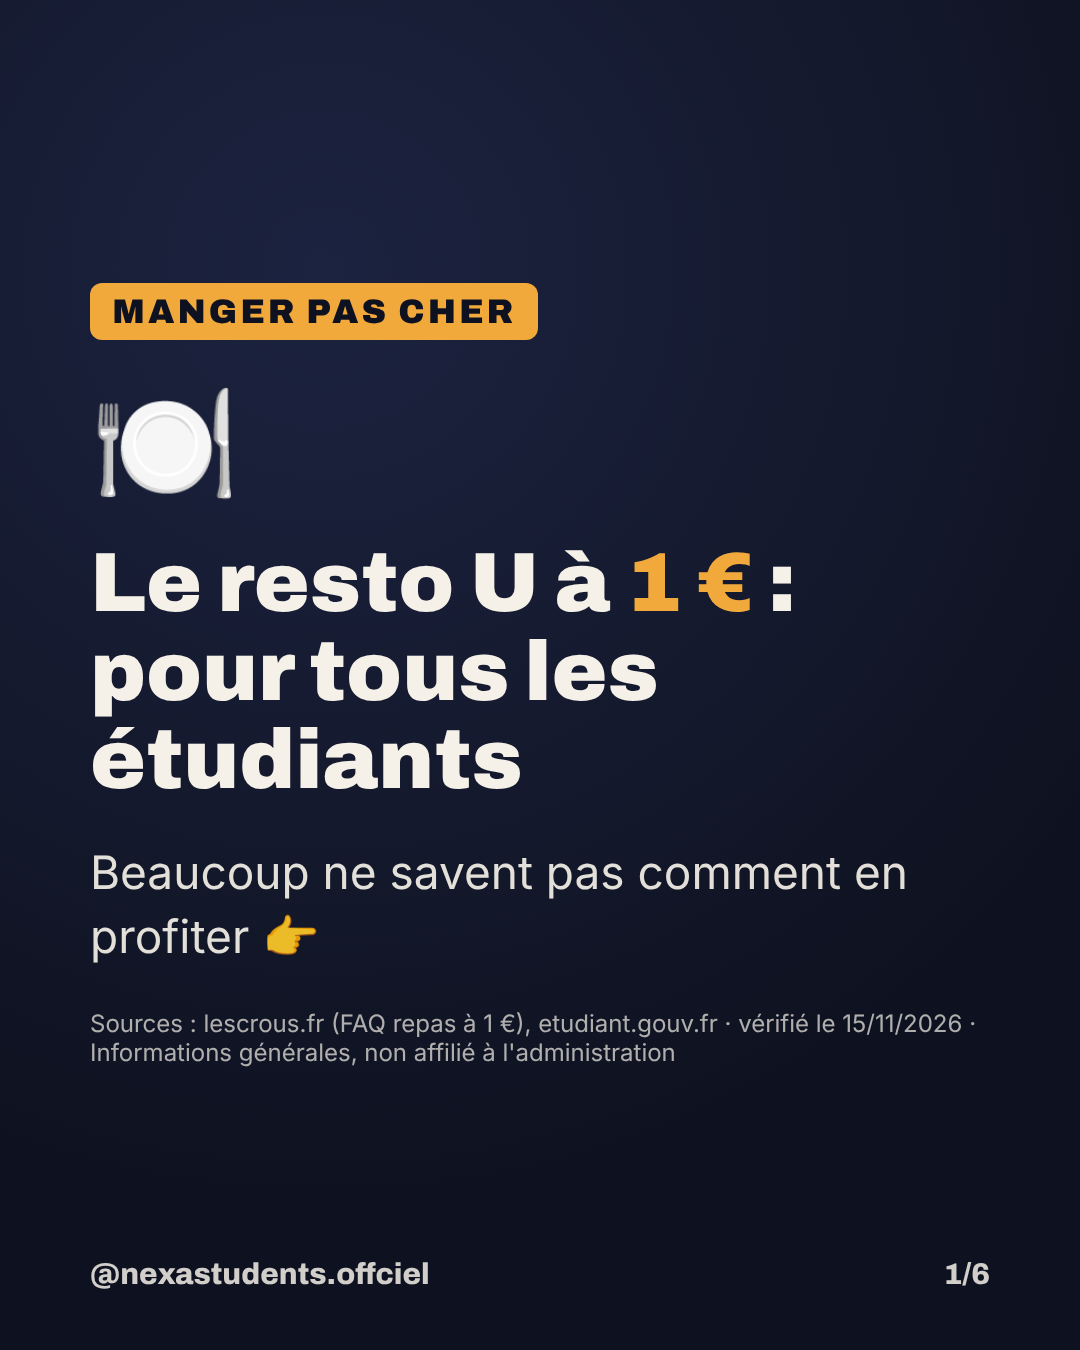 MANGER PAS CHER
Le resto U à 1 € :
pour tous les
étudiants
Beaucoup ne savent pas comment en
profiter 👉
Sources : lescrous.fr (FAQ repas à 1 €), etudiant.gouv.fr · vérifié le 15/11/2026 ·
Informations générales, non affilié à l'administration
@nexastudents.offciel
1/6